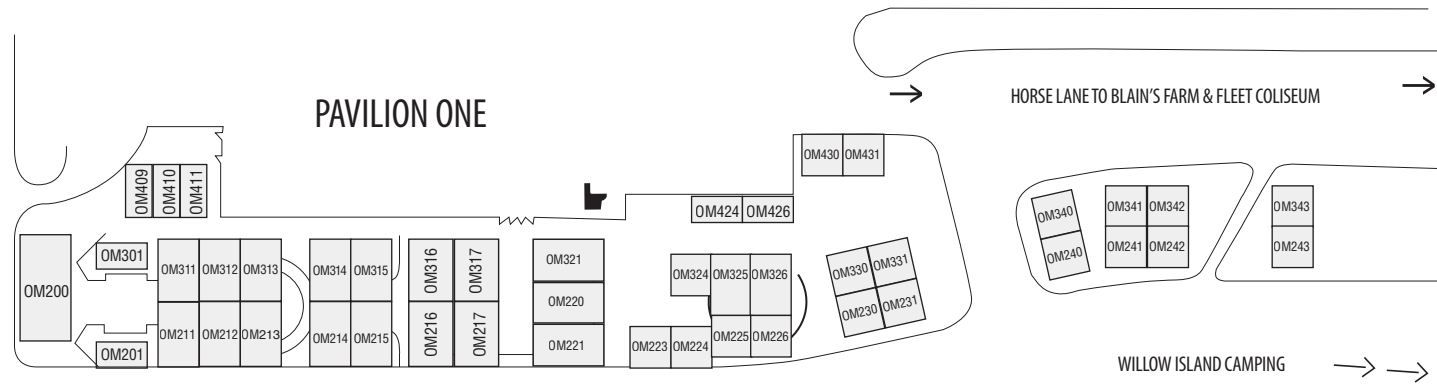 HORSE LANE TO BLAIN'S FARM & FLEET COLISEUM
PAVILION ONE
OM430 OM431
OM409 OM410 OM411
OM424 OM426
OM340 OM341 OM342 OM343
OM240 OM241 OM242 OM243
OM200
OM301
OM311 OM312 OM313 OM314 OM315 OM316 OM317 OM321
OM324 OM325 OM326 OM330 OM331
OM220
OM230 OM231
OM201
OM211 OM212 OM213 OM214 OM215 OM216 OM217 OM221
OM223 OM224 OM225 OM226
WILLOW ISLAND CAMPING